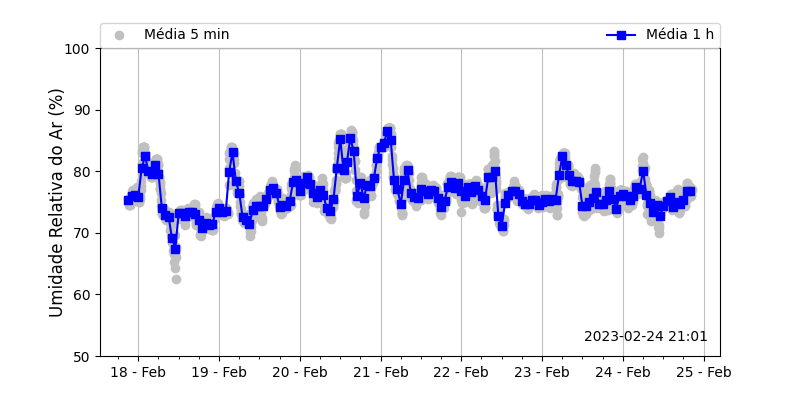 Média 5 min
Média 1 h
Umidade Relativa do Ar (%)
100
90
80
70
60
50
2023-02-24 21:01
18 - Feb
19 - Feb
20 - Feb
21 - Feb
22 - Feb
23 - Feb
24 - Feb
25 - Feb